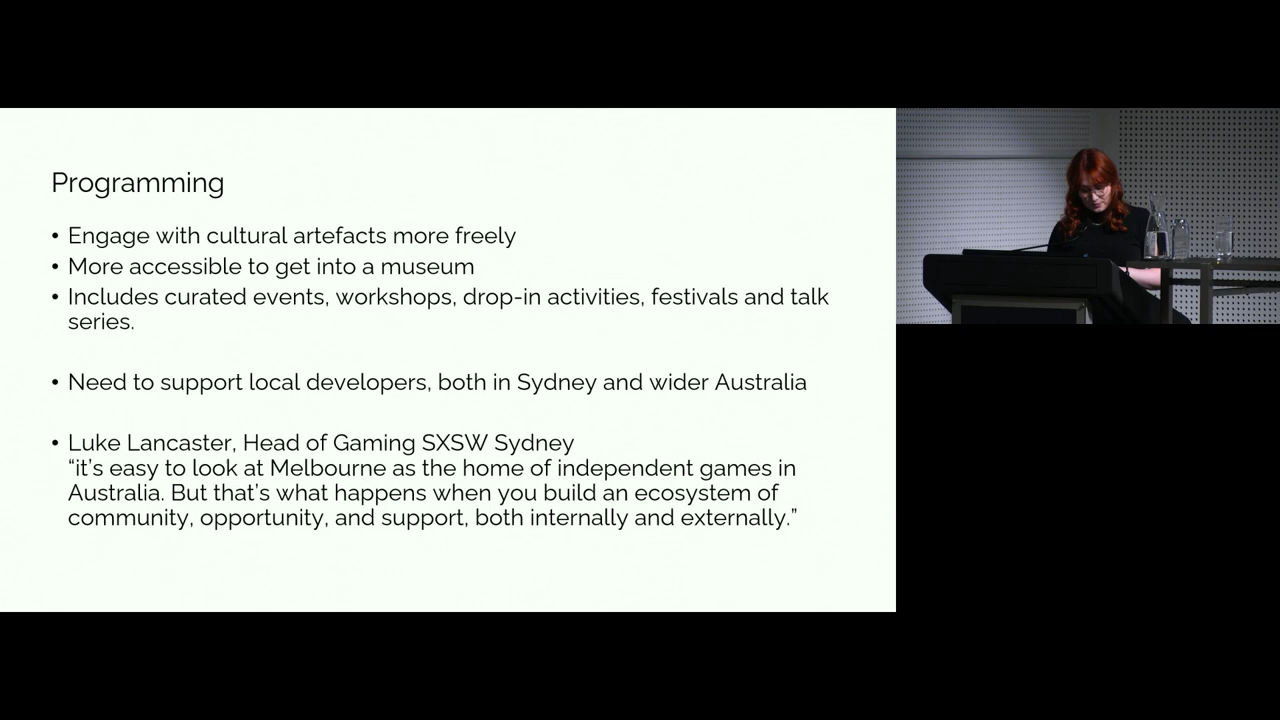 Programming
• Engage with cultural artefacts more freely
• More accessible to get into a museum
• Includes curated events, workshops, drop-in activities, festivals and talk
series.
• Need to support local developers, both in Sydney and wider Australia
• Luke Lancaster, Head of Gaming SXSW Sydney
“it’s easy to look at Melbourne as the home of independent games in
Australia. But that’s what happens when you build an ecosystem of
community, opportunity, and support, both internally and externally.”